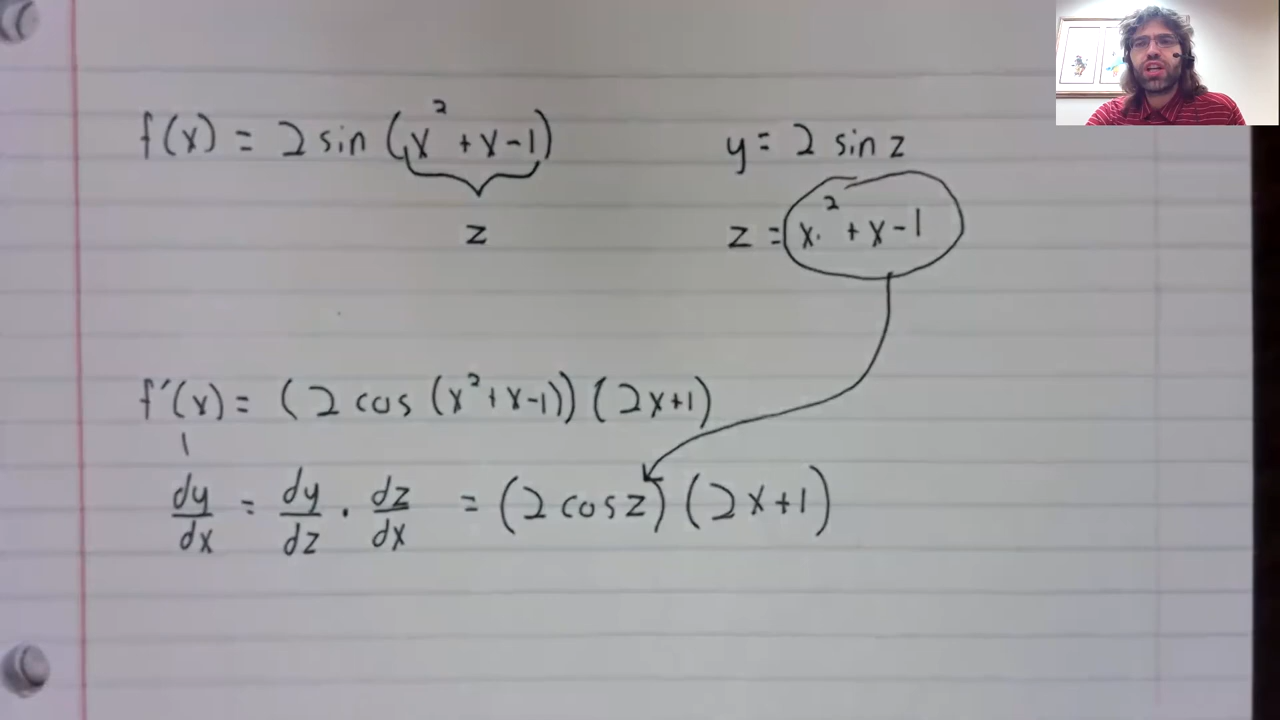 f(x) = 2 sin (x² + x - 1)
z
y = 2 sin z
z = x² + x - 1
f'(x) = (2 cos (x² + x - 1)) (2x + 1)
dy/dx = dy/dz · dz/dx = (2 cos z) (2x + 1)